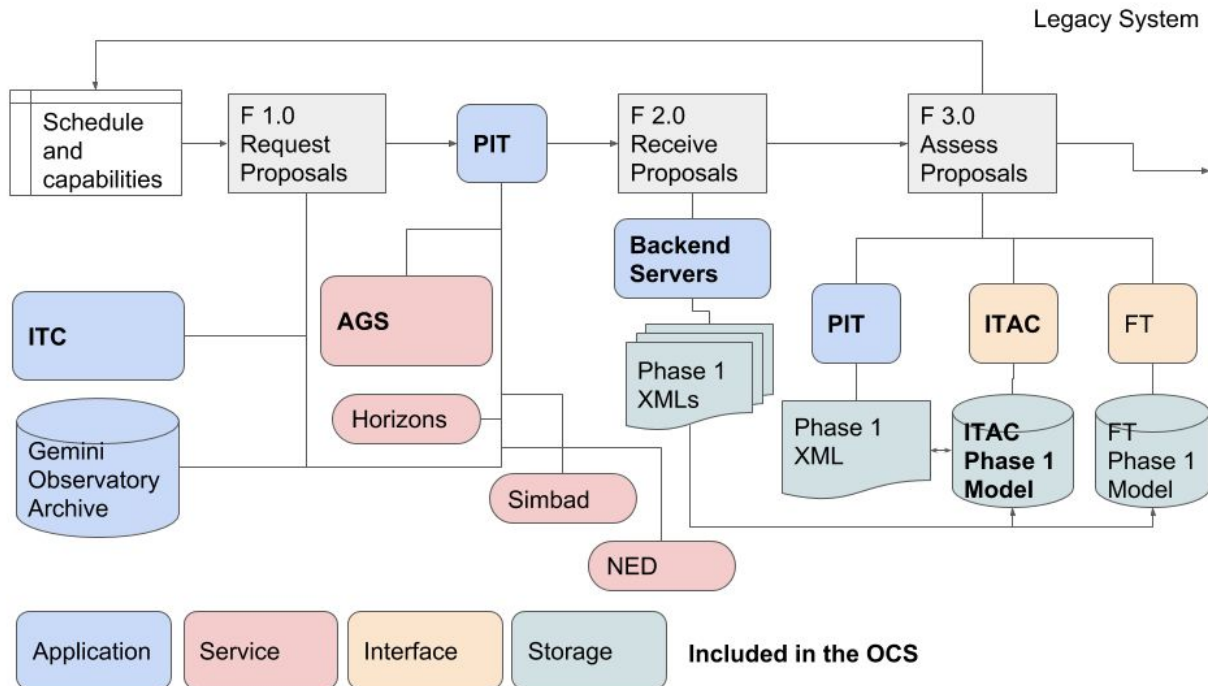 Legacy System
Schedule
and
capabilities
F 1.0
Request
Proposals
PIT
F 2.0
Receive
Proposals
F 3.0
Assess
Proposals
Backend
Servers
ITC
AGS
PIT
ITAC
FT
Phase 1
XMLs
Horizons
Gemini
Observatory
Archive
Phase 1
XML
ITAC
Phase 1
Model
FT
Phase 1
Model
Simbad
NED
Application
Service
Interface
Storage
Included in the OCS